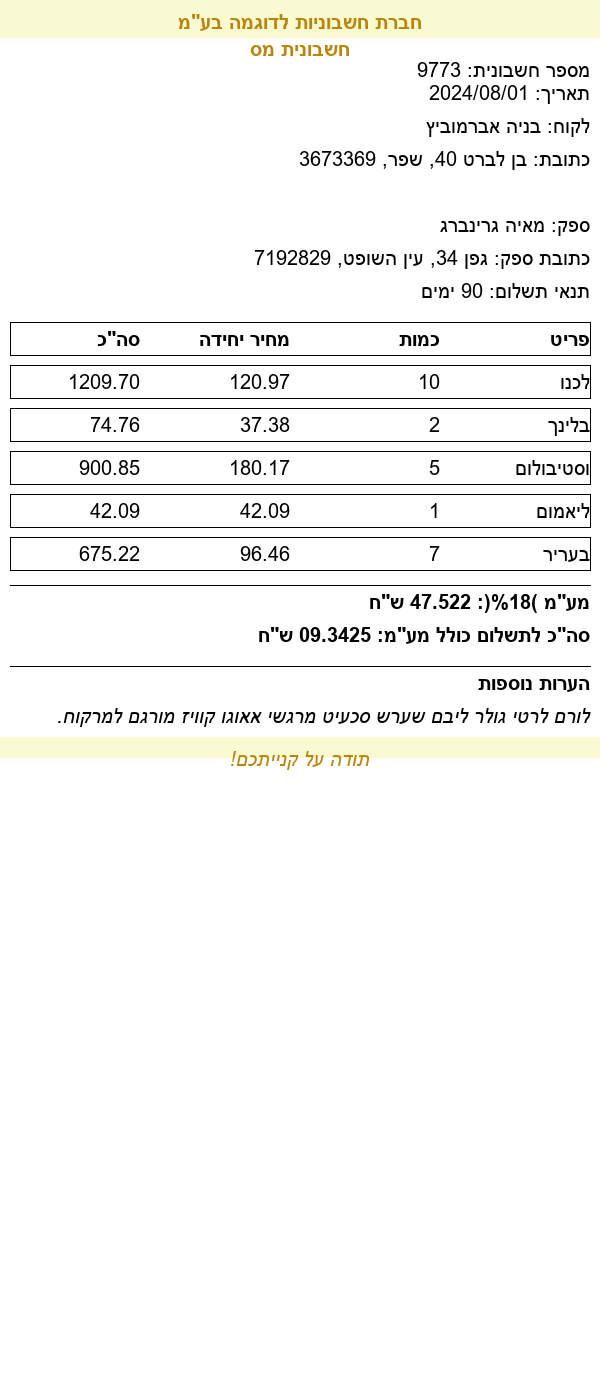 חברת חשבוניות לדוגמה בע"מ
חשבונית מס
מספר חשבונית: 9773
תאריך: 2024/08/01
לקוח: בניה אברמוביץ
כתובת: בן לברט 40, שפר, 3673369
ספק: מאיה גרינברג
כתובת ספק: גפן 34, עין השופט, 7192829
תנאי תשלום: 90 ימים
פריט כמות מחיר יחידה סה"כ
לכנו 10 120.97 1209.70
בלינך 2 37.38 74.76
וסטיבולום 5 180.17 900.85
ליאמום 1 42.09 42.09
בעריר 7 96.46 675.22
מע"מ )18%(: 47.522 ש"ח
סה"כ לתשלום כולל מע"מ: 09.3425 ש"ח
הערות נוספות
לורם לרטי גולר ליבם שערש סכעיט מרגשי אאוגו קוויז מורגם למרקוח.
תודה על קנייתכם!